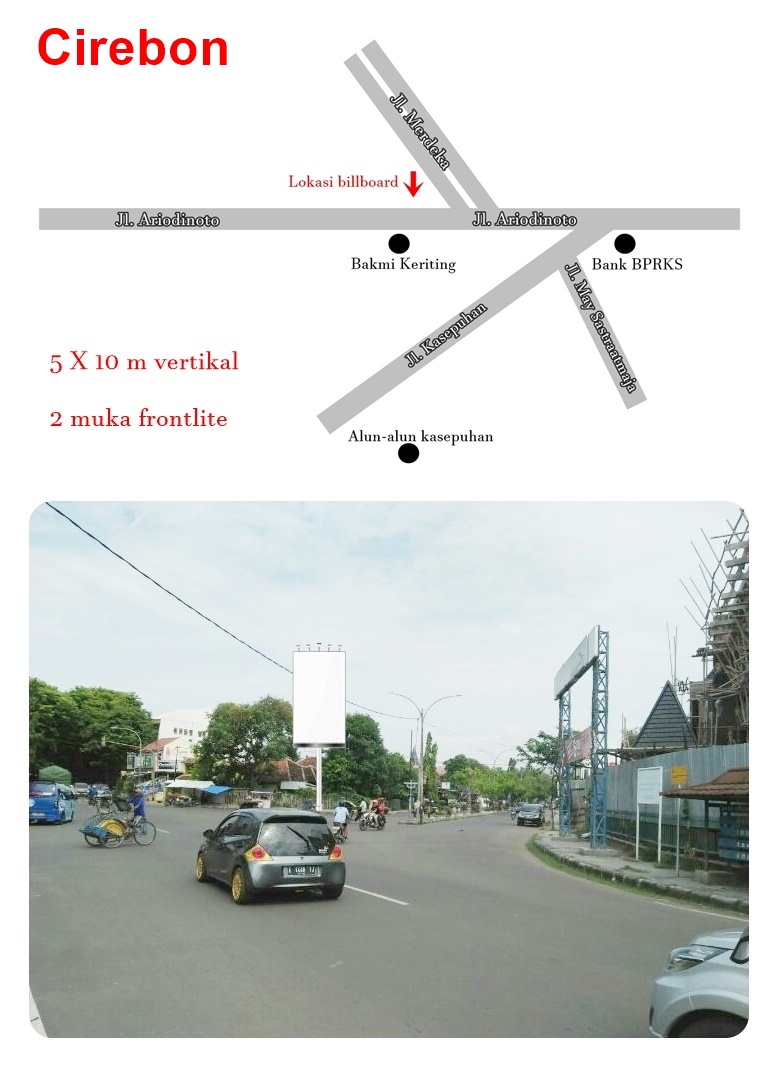 Cirebon
Jl. Merdeka
Lokasi billboard
Jl. Ariodinoto
Jl. Ariodinoto
Bakmi Keriting
Bank BPRKS
Jl. May Sastraatmaja
Jl. Kasepuhan
5 X 10 m vertikal
2 muka frontlite
Alun-alun kasepuhan